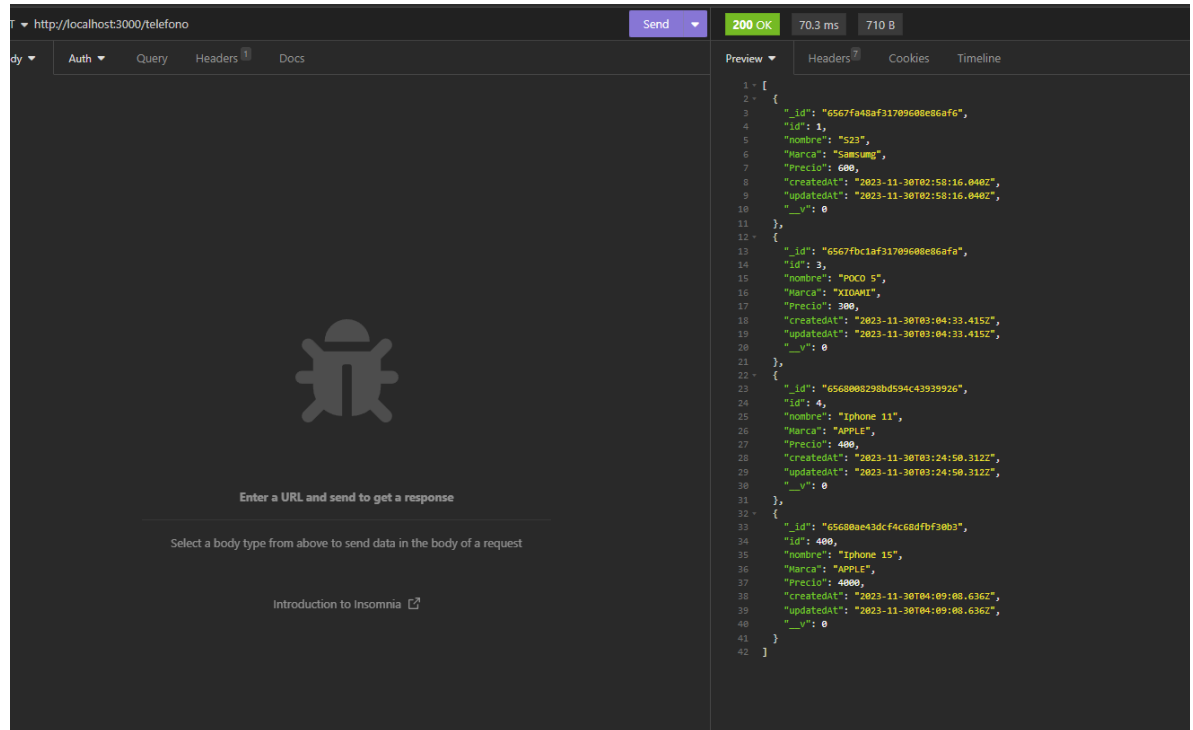 T http://localhost:3000/telefono Send 200 OK 70.3 ms 710 B
dy Auth Query Headers 1 Docs Preview Headers 7 Cookies Timeline
1 [
2 {
3 "_id": "6567fa48af31709608e86af6",
4 "id": 1,
5 "nombre": "S23",
6 "Marca": "Samsumg",
7 "Precio": 600,
8 "createdAt": "2023-11-30T02:58:16.040Z",
9 "updatedAt": "2023-11-30T02:58:16.040Z",
10 "__v": 0
11 },
12 {
13 "_id": "6567fbc1af31709608e86afa",
14 "id": 3,
15 "nombre": "POCO 5",
16 "Marca": "XIOAMI",
17 "Precio": 300,
18 "createdAt": "2023-11-30T03:04:33.415Z",
19 "updatedAt": "2023-11-30T03:04:33.415Z",
20 "__v": 0
21 },
22 {
23 "_id": "6568008298bd594c43939926",
24 "id": 4,
25 "nombre": "Iphone 11",
26 "Marca": "APPLE",
27 "Precio": 400,
28 "createdAt": "2023-11-30T03:24:50.312Z",
29 "updatedAt": "2023-11-30T03:24:50.312Z",
30 "__v": 0
31 },
32 {
33 "_id": "65680ae43dcf4c68dfbf30b3",
34 "id": 400,
35 "nombre": "Iphone 15",
36 "Marca": "APPLE",
37 "Precio": 4000,
38 "createdAt": "2023-11-30T04:09:08.636Z",
39 "updatedAt": "2023-11-30T04:09:08.636Z",
40 "__v": 0
41 }
42 ]
Enter a URL and send to get a response
Select a body type from above to send data in the body of a request
Introduction to Insomnia